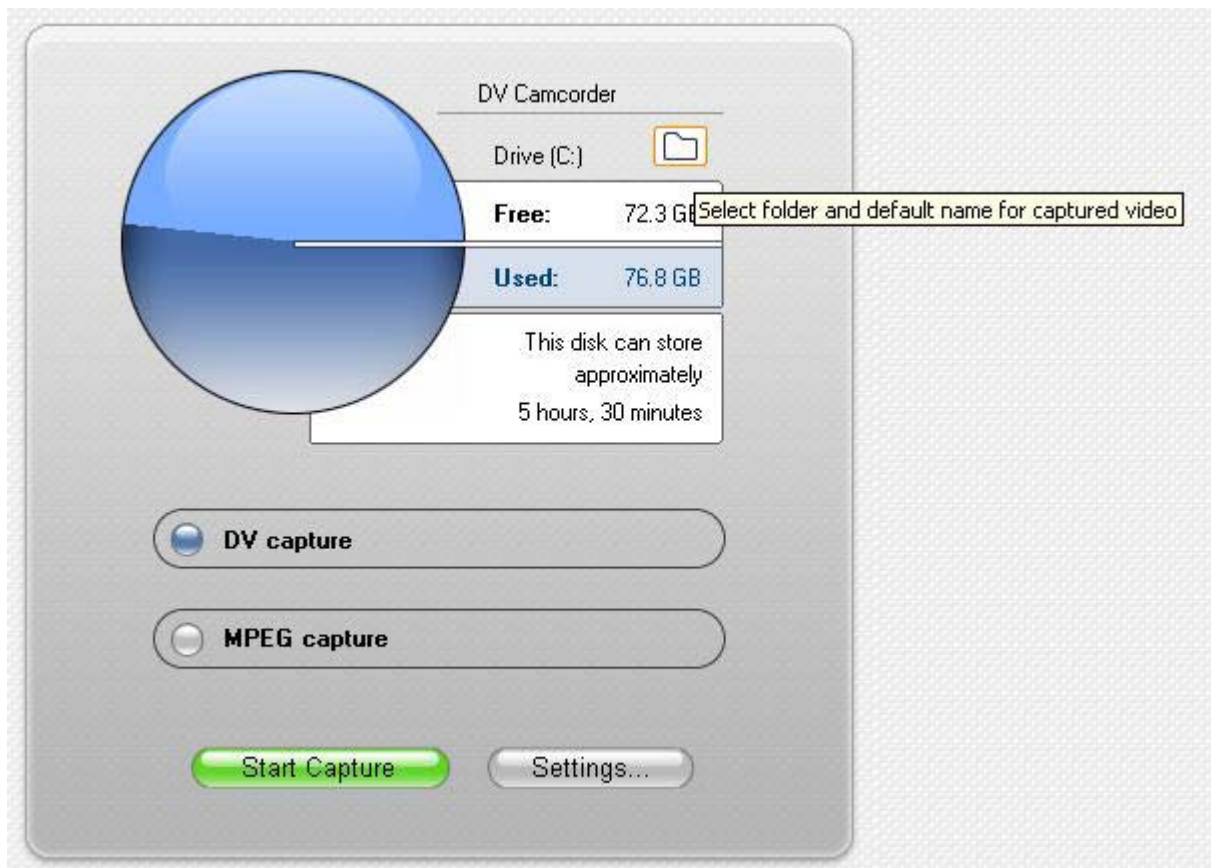 DV Camcorder
Drive (C:)
Free: 72.3 GB
Select folder and default name for captured video
Used: 76.8 GB
This disk can store
approximately
5 hours, 30 minutes
DV capture
MPEG capture
Start Capture
Settings...